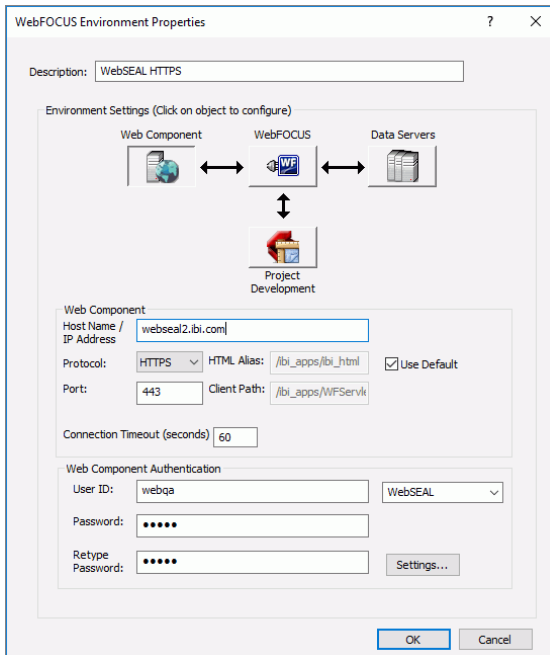 WebFOCUS Environment Properties
Description: WebSEAL HTTPS
Environment Settings (Click on object to configure)
Web Component WebFOCUS Data Servers
WF
Project
Development
Web Component
Host Name /
IP Address webseal2.ibi.com
Protocol: HTTPS HTML Alias: /ibi_apps/ibi_html Use Default
Port: 443 Client Path: /ibi_apps/WFServle
Connection Timeout (seconds) 60
Web Component Authentication
User ID: webqa WebSEAL
Password: •••••
Retype
Password: ••••• Settings...
OK Cancel